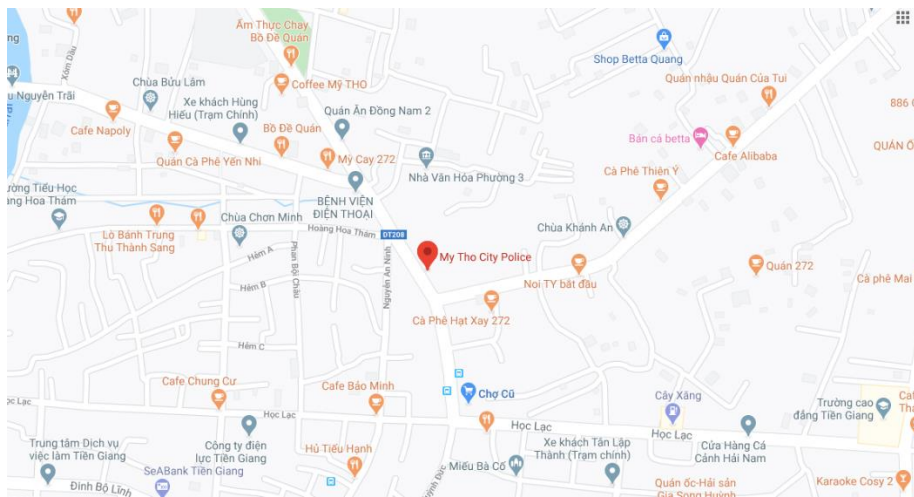 Xóm Dầu
Ẩm Thực Chay
Bồ Đề Quán
Shop Betta Quang
Chùa Bửu Lâm
Coffee Mỹ THO
Quán nhậu Quán Của Tui
Nguyễn Trãi
Xe khách Hùng
Hiếu (Trạm Chính)
Quán Ăn Đồng Nam 2
886
Cafe Napoly
Bồ Đề Quán
Bán cá betta
Cafe Alibaba
QUÁN
Quán Cà Phê Yến Nhi
Mỳ Cay 272
Nhà Văn Hóa Phường 3
Cà Phê Thiên Ý
BỆNH VIỆN
ĐIỆN THOẠI
ường Tiểu Học
ng Hoa Thám
Chùa Chơn Minh
Hoàng Hoa Thám
ĐT208
Chùa Khánh An
Lò Bánh Trung
Thu Thành Sang
Hẻm A
Phan Bội Châu
Nguyễn An Ninh
My Tho City Police
Quán 272
Noi TY bắt đầu
Cà phê Mai
Hẻm B
Cà Phê Hạt Xay 272
Hẻm C
Cafe Chung Cư
Cafe Bảo Minh
Chợ Cũ
Cây Xăng
Trường cao
đẳng Tiền Giang
ọc Lạc
Học Lạc
Học Lạc
Học Lạc
Trung tâm Dịch vụ
việc làm Tiền Giang
Công ty điện
lực Tiền Giang
Hủ Tiếu Hạnh
Xe khách Tân Lập
Thành (Trạm chính)
Cửa Hàng Cá
Cảnh Hải Nam
SeABank Tiền Giang
Miếu Bà Cố
Đinh Bộ Lĩnh
Quán ốc-Hải sản
Gia Song Huỳnh
Karaoke Cosy 2